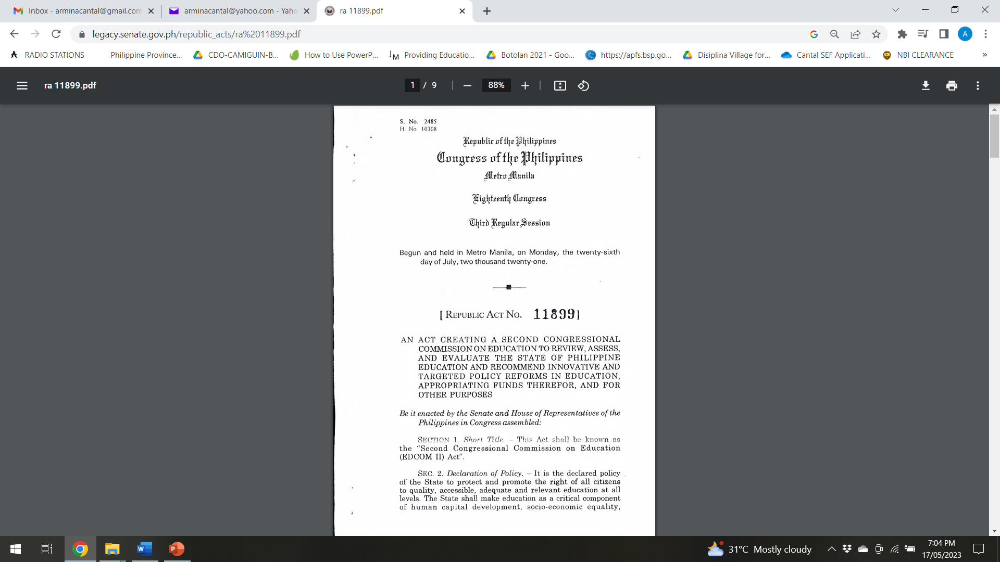 Inbox - arminacantal@gmail.com
arminacantal@yahoo.com - Yaho
ra 11899.pdf
legacy.senate.gov.ph/republic_acts/ra%2011899.pdf
A
RADIO STATIONS
Philippine Province...
CDO-CAMIGUIN-B...
How to Use PowerP...
JM
Providing Educatio...
Botolan 2021 - Goo...
https://apfs.bsp.go...
Disiplina Village for...
Cantal SEF Applicati...
NBI CLEARANCE
»
ra 11899.pdf
1 / 9
88%
S. No. 2485
H. No. 10308
Republic of the Philippines
Congress of the Philippines
Metro Manila
Eighteenth Congress
Third Regular Session
Begun and held in Metro Manila, on Monday, the twenty-sixth
day of July, two thousand twenty-one.
[ REPUBLIC ACT NO. 11899 ]
AN ACT CREATING A SECOND CONGRESSIONAL
COMMISSION ON EDUCATION TO REVIEW, ASSESS,
AND EVALUATE THE STATE OF PHILIPPINE
EDUCATION AND RECOMMEND INNOVATIVE AND
TARGETED POLICY REFORMS IN EDUCATION,
APPROPRIATING FUNDS THEREFOR, AND FOR
OTHER PURPOSES
Be it enacted by the Senate and House of Representatives of the
Philippines in Congress assembled:
SECTION 1. Short Title. – This Act shall be known as
the “Second Congressional Commission on Education
(EDCOM II) Act”.
SEC. 2. Declaration of Policy. – It is the declared policy
of the State to protect and promote the right of all citizens
to quality, accessible, adequate and relevant education at all
levels. The State shall make education as a critical component
of human capital development, socio-economic equality,
W
P
31°C Mostly cloudy
7:04 PM
17/05/2023